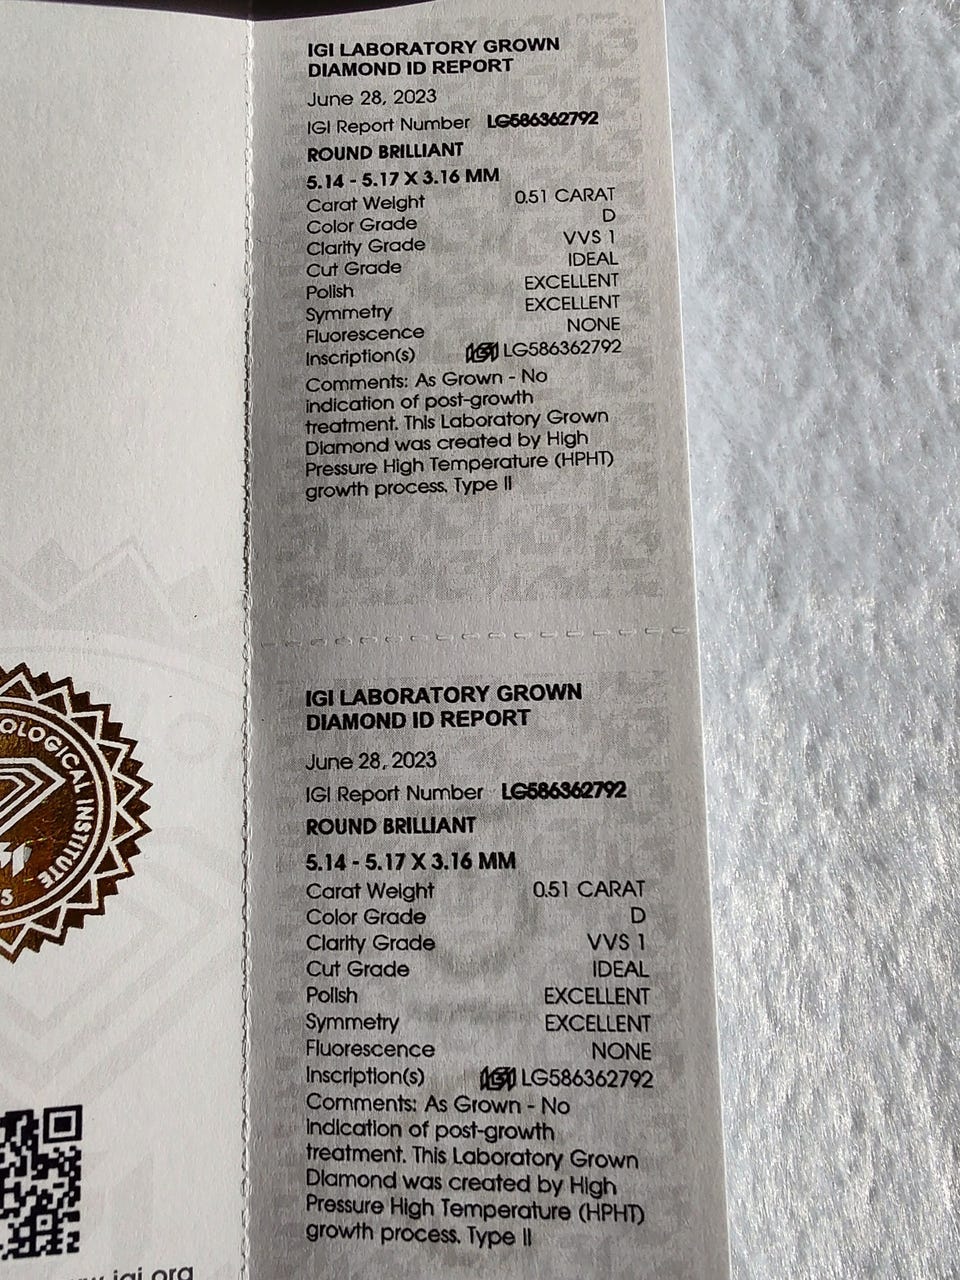 IGI LABORATORY GROWN
DIAMOND ID REPORT
June 28, 2023
IGI Report Number LG586362792
ROUND BRILLIANT
5.14 - 5.17 X 3.16 MM
Carat Weight 0.51 CARAT
Color Grade D
Clarity Grade VVS 1
Cut Grade IDEAL
Polish EXCELLENT
Symmetry EXCELLENT
Fluorescence NONE
Inscription(s) IGI LG586362792
Comments: As Grown - No
indication of post-growth
treatment. This Laboratory Grown
Diamond was created by High
Pressure High Temperature (HPHT)
growth process. Type II
IGI LABORATORY GROWN
DIAMOND ID REPORT
June 28, 2023
IGI Report Number LG586362792
ROUND BRILLIANT
5.14 - 5.17 X 3.16 MM
Carat Weight 0.51 CARAT
Color Grade D
Clarity Grade VVS 1
Cut Grade IDEAL
Polish EXCELLENT
Symmetry EXCELLENT
Fluorescence NONE
Inscription(s) IGI LG586362792
Comments: As Grown - No
indication of post-growth
treatment. This Laboratory Grown
Diamond was created by High
Pressure High Temperature (HPHT)
growth process. Type II
OLOGICAL INSTITUTE
5
w.igi.org